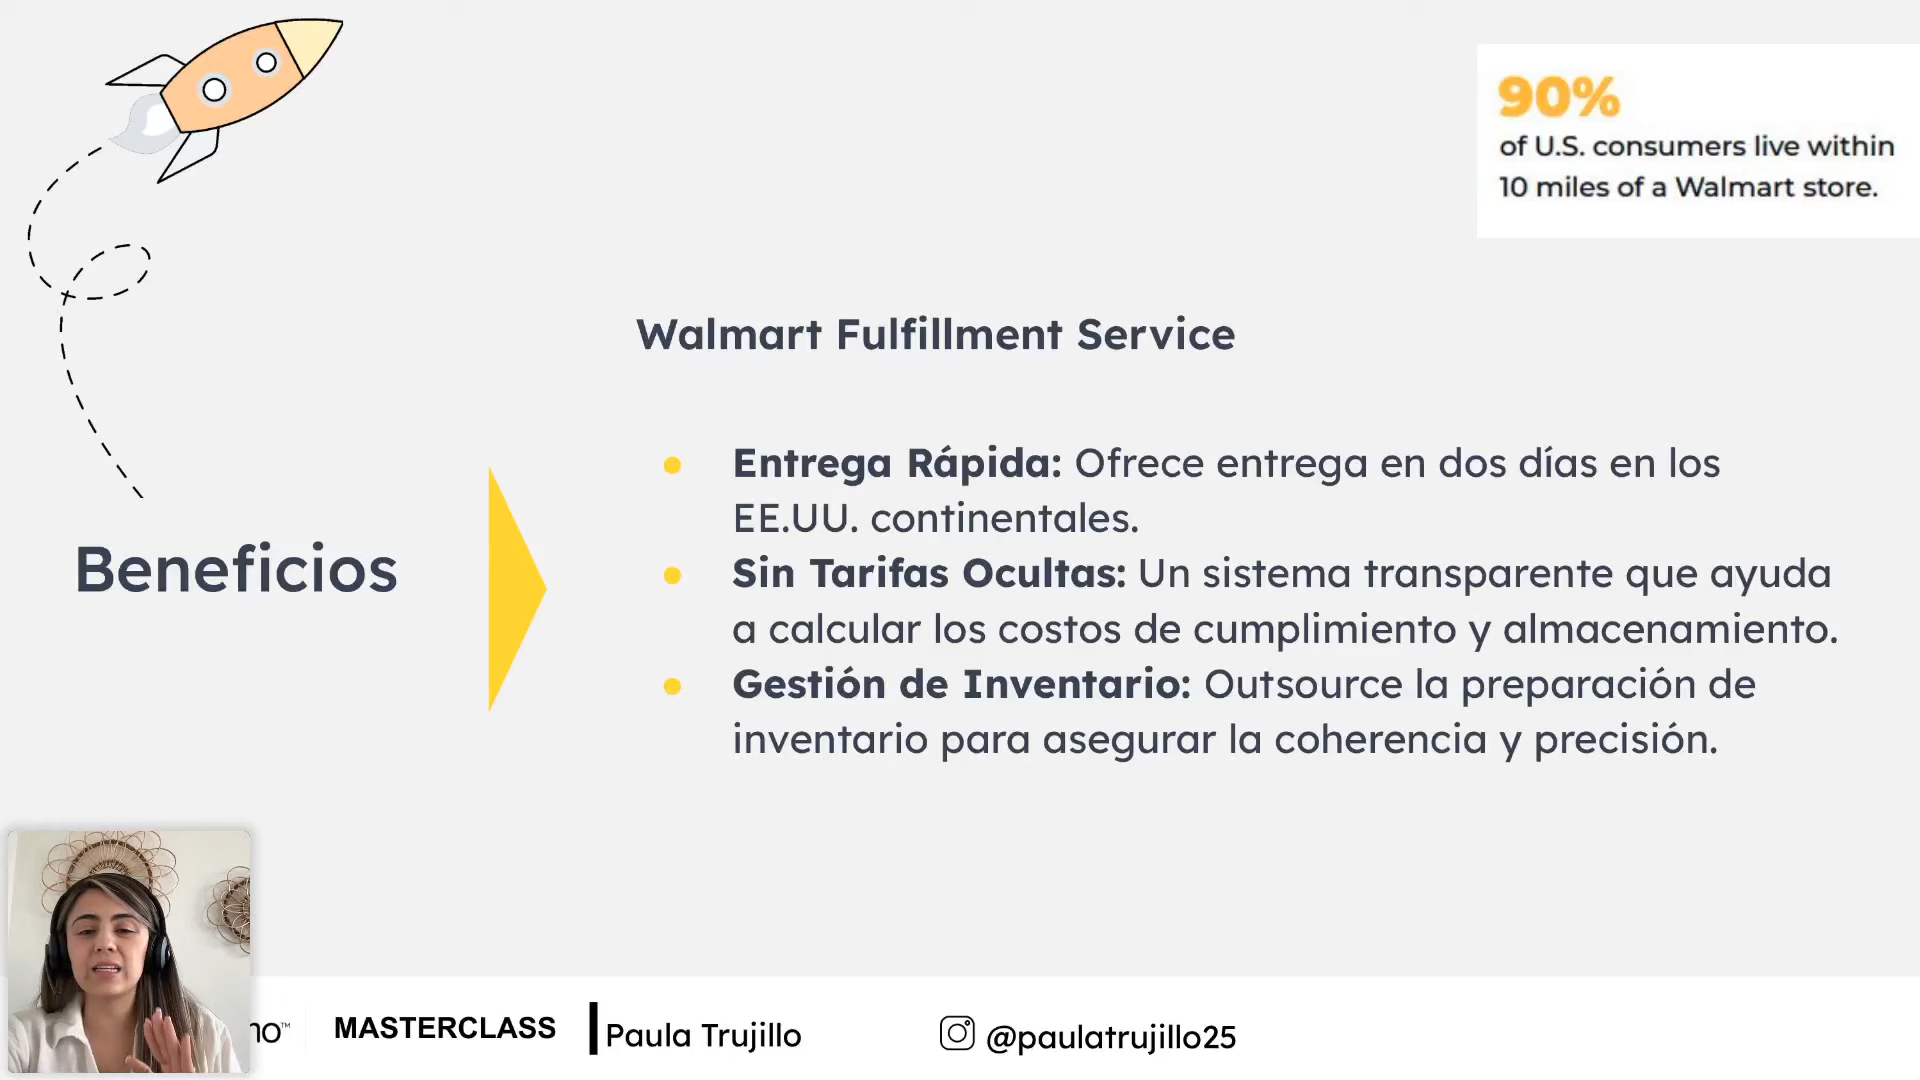 90%
of U.S. consumers live within
10 miles of a Walmart store.
Walmart Fulfillment Service
Beneficios
Entrega Rápida: Ofrece entrega en dos días en los
EE.UU. continentales.
Sin Tarifas Ocultas: Un sistema transparente que ayuda
a calcular los costos de cumplimiento y almacenamiento.
Gestión de Inventario: Outsource la preparación de
inventario para asegurar la coherencia y precisión.
MASTERCLASS
Paula Trujillo
@paulatrujillo25